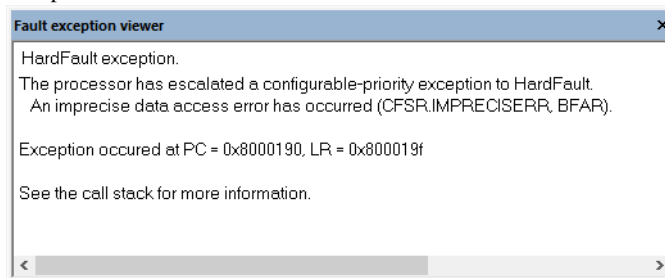 Fault exception viewer
HardFault exception.
The processor has escalated a configurable-priority exception to HardFault.
An imprecise data access error has occurred (CFSR.IMPRECISERR, BFAR).
Exception occured at PC = 0x8000190, LR = 0x800019f
See the call stack for more information.